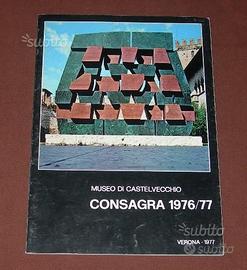 subito
MUSEO DI CASTELVECCHIO
CONSAGRA 1976/77
VERONA - 1977
subito